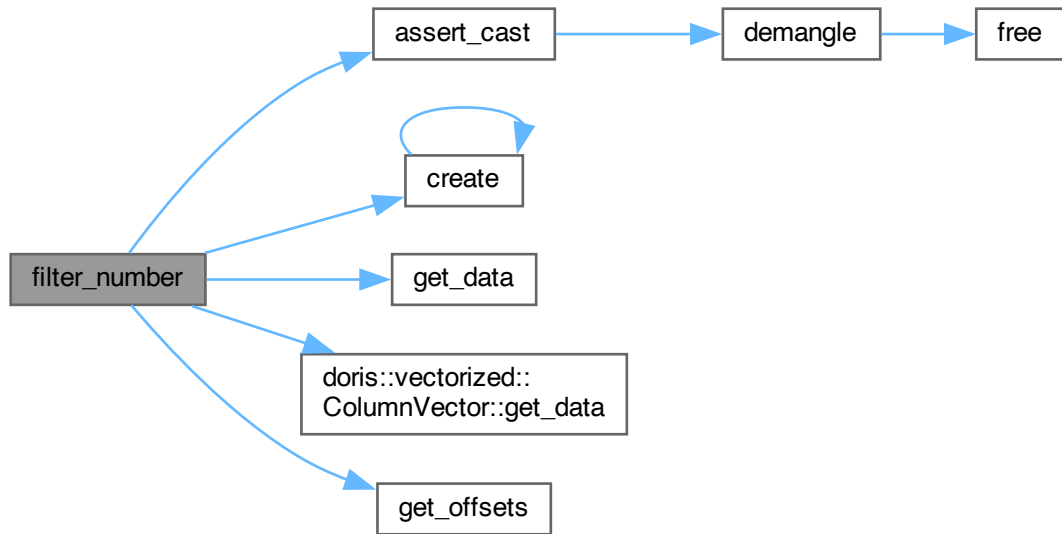 assert_cast
demangle
free
create
filter_number
get_data
doris::vectorized::
ColumnVector::get_data
get_offsets